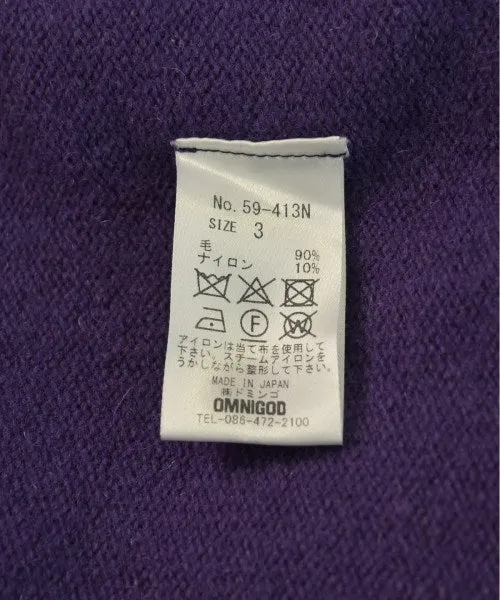 No. 59-413N
SIZE 3
毛 90%
ナイロン 10%
F W
アイロンは当て布を使用して
下さい。スチームアイロンを
うかしながら整形して下さい。
MADE IN JAPAN
㈱ドミンゴ
OMNIGOD
TEL-086-472-2100